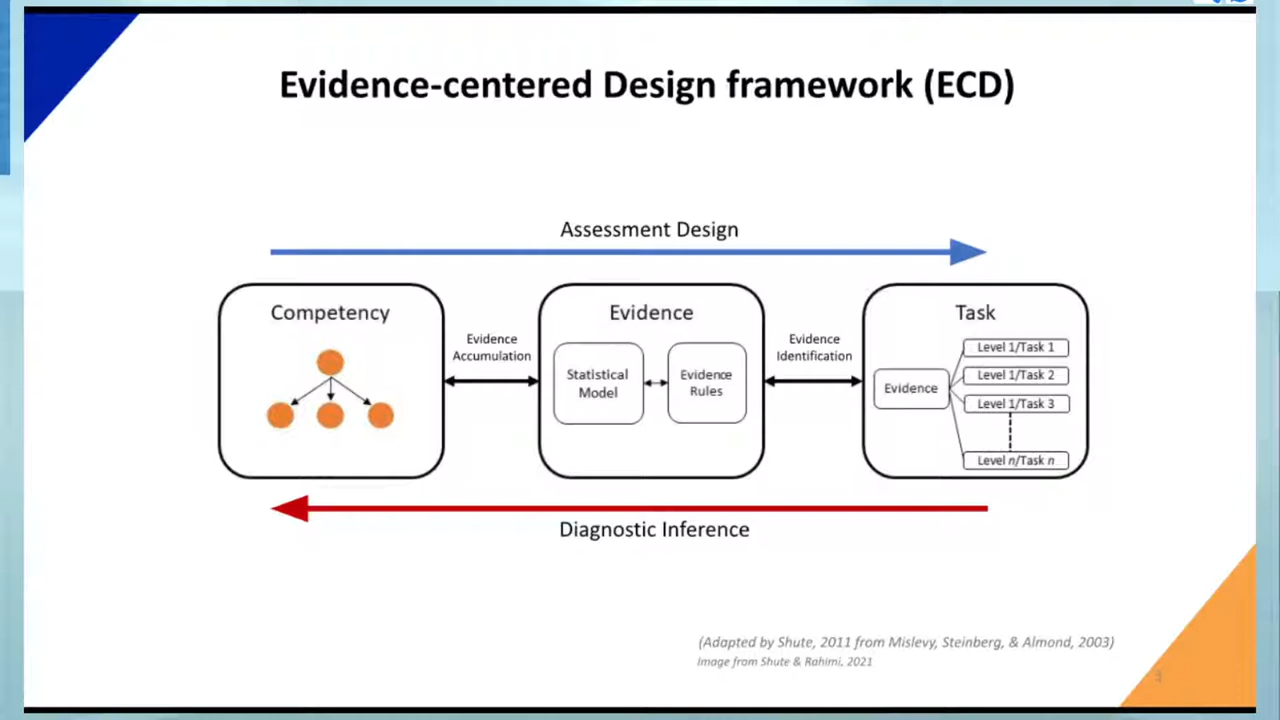 Evidence-centered Design framework (ECD)
Assessment Design
Competency
Evidence
Accumulation
Evidence
Statistical
Model
Evidence
Rules
Evidence
Identification
Task
Evidence
Level 1/Task 1
Level 1/Task 2
Level 1/Task 3
Level n/Task n
Diagnostic Inference
(Adapted by Shute, 2011 from Mislevy, Steinberg, & Almond, 2003)
Image from Shute & Rahimi, 2021
3